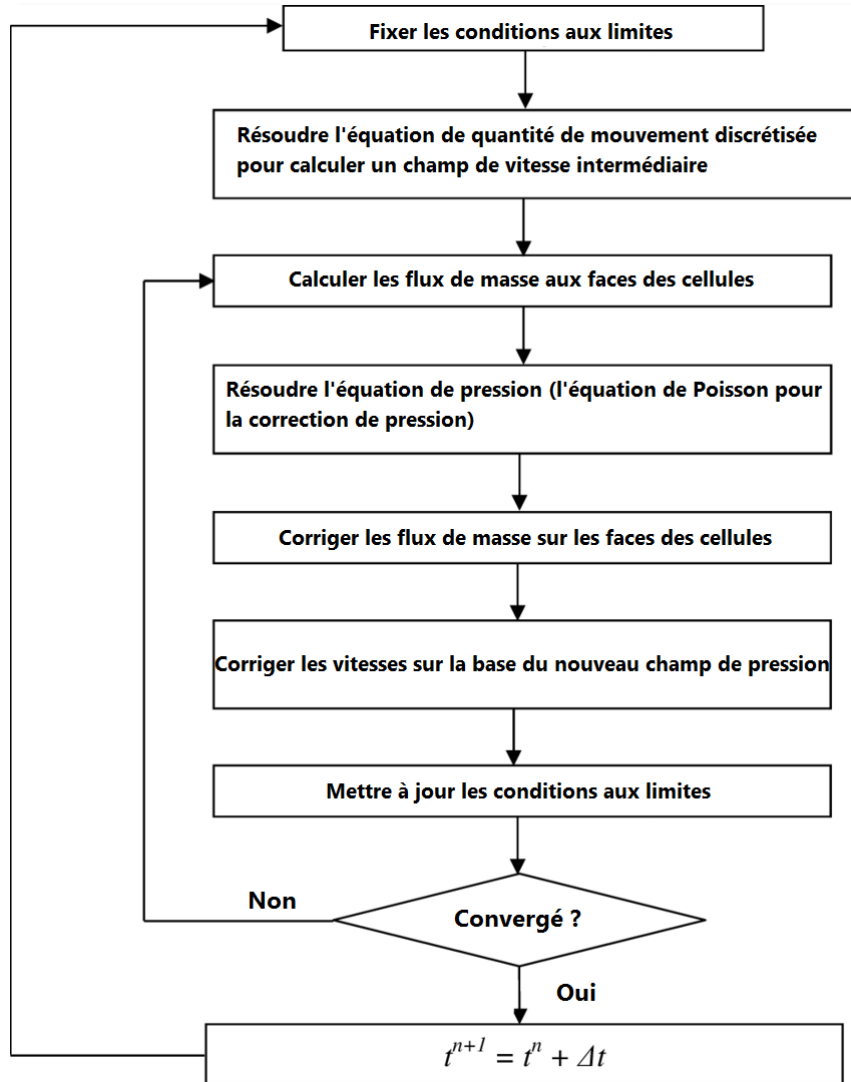 Fixer les conditions aux limites
Résoudre l'équation de quantité de mouvement discrétisée
pour calculer un champ de vitesse intermédiaire
Calculer les flux de masse aux faces des cellules
Résoudre l'équation de pression (l'équation de Poisson pour
la correction de pression)
Corriger les flux de masse sur les faces des cellules
Corriger les vitesses sur la base du nouveau champ de pression
Mettre à jour les conditions aux limites
Non
Convergé ?
Oui
tⁿ⁺¹ = tⁿ + Δt